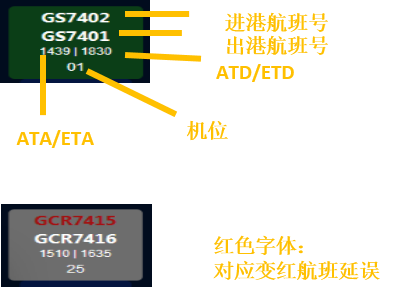 GS7402
进港航班号
GS7401
出港航班号
1439 | 1830
ATD/ETD
01
机位
ATA/ETA
GCR7415
GCR7416
红色字体：
1510 | 1635
对应变红航班延误
25